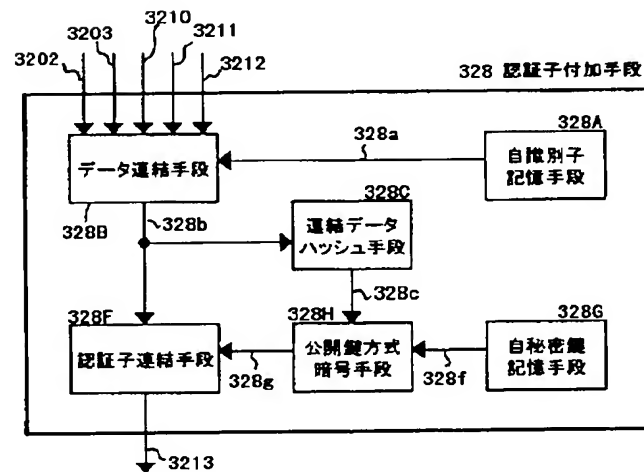 3210
3203
3211
3202
3212
328 認証子付加手段
328A
328a
自識別子
記憶手段
データ連結手段
328B
328b
328C
連結データ
ハッシュ手段
328c
328F
328H
328G
認証子連結手段
公開鍵方式
暗号手段
自秘密鍵
記憶手段
328g
328f
3213